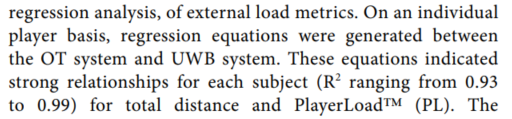 regression analysis, of external load metrics. On an individual
player basis, regression equations were generated between
the OT system and UWB system. These equations indicated
strong relationships for each subject (R² ranging from 0.93
to 0.99) for total distance and PlayerLoad™ (PL). The